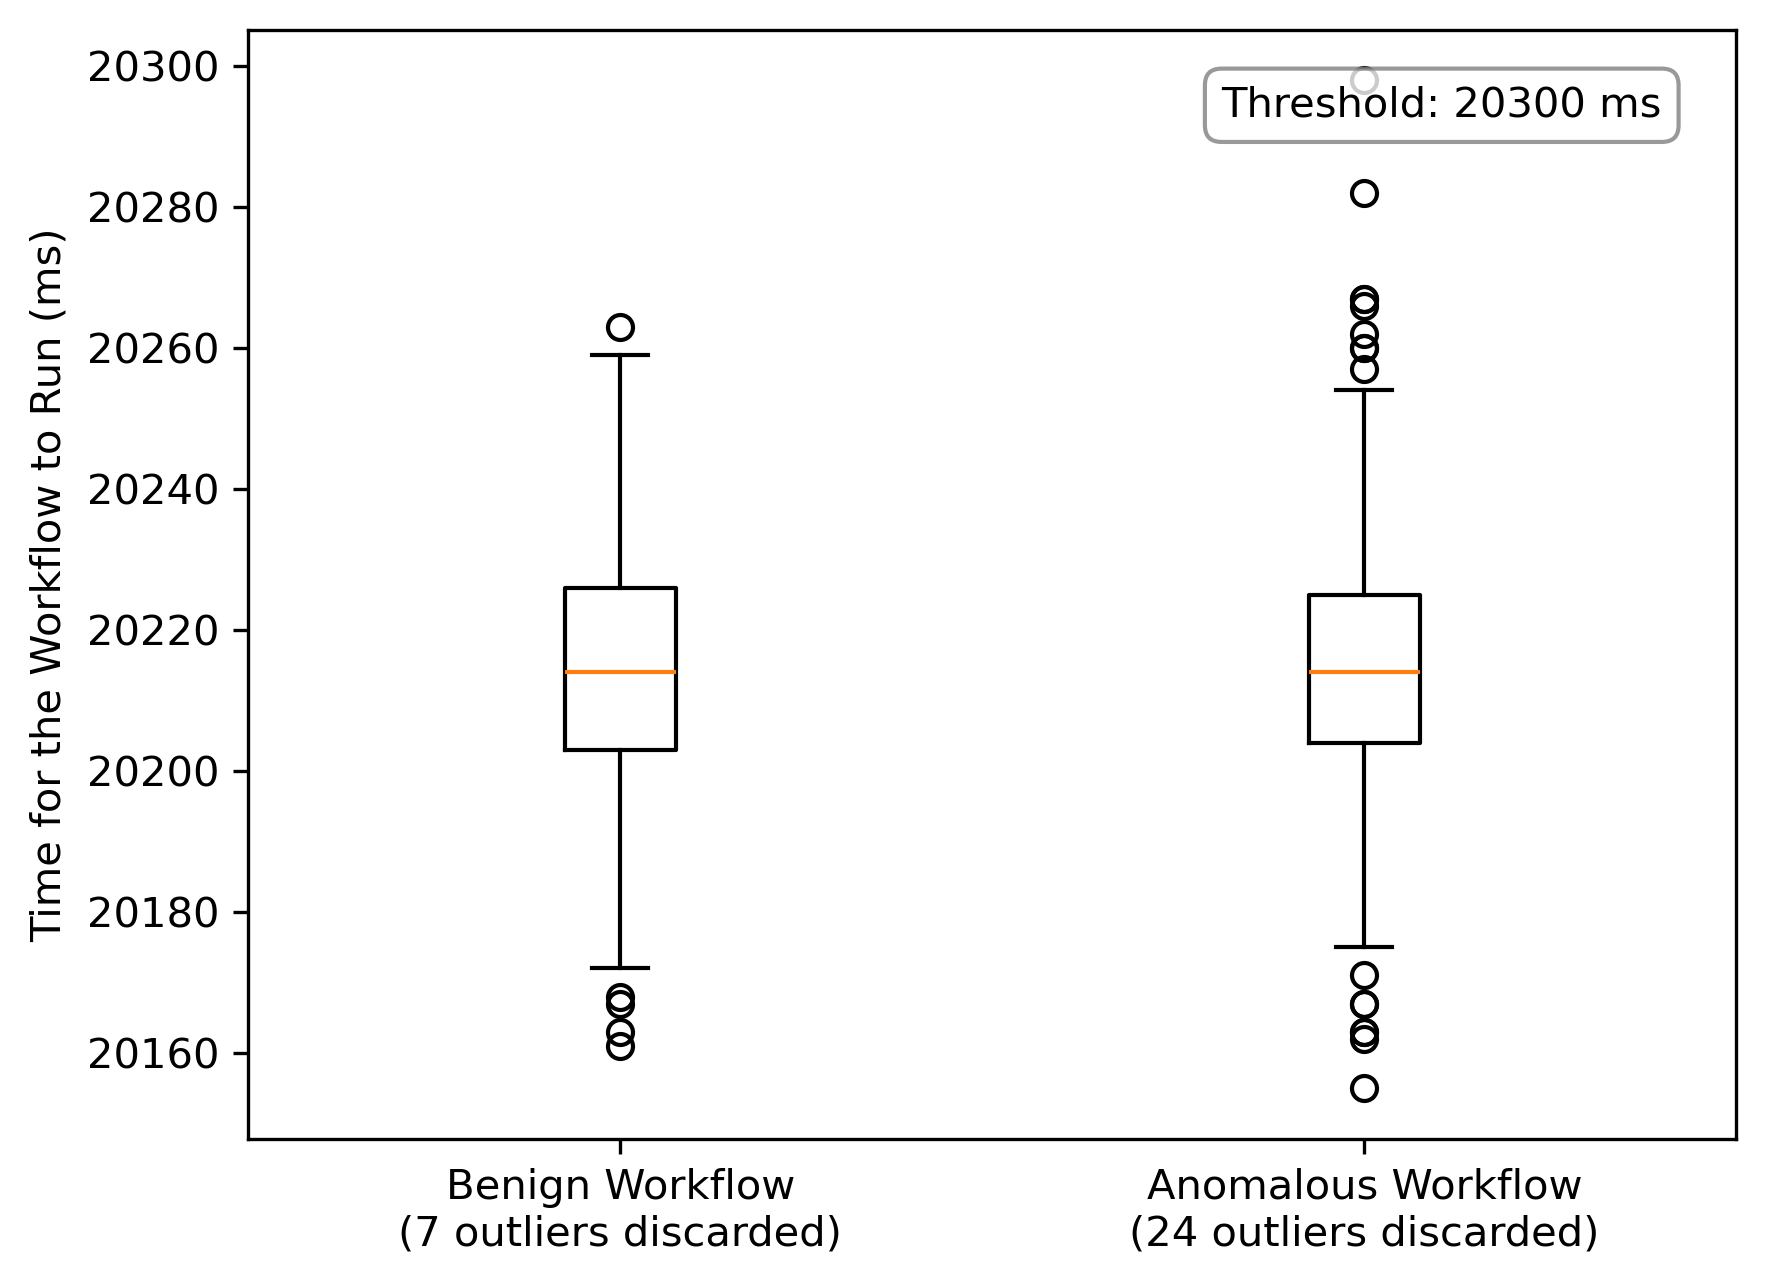 Time for the Workflow to Run (ms)
20300
20280
20260
20240
20220
20200
20180
20160
Threshold: 20300 ms
Benign Workflow
(7 outliers discarded)
Anomalous Workflow
(24 outliers discarded)